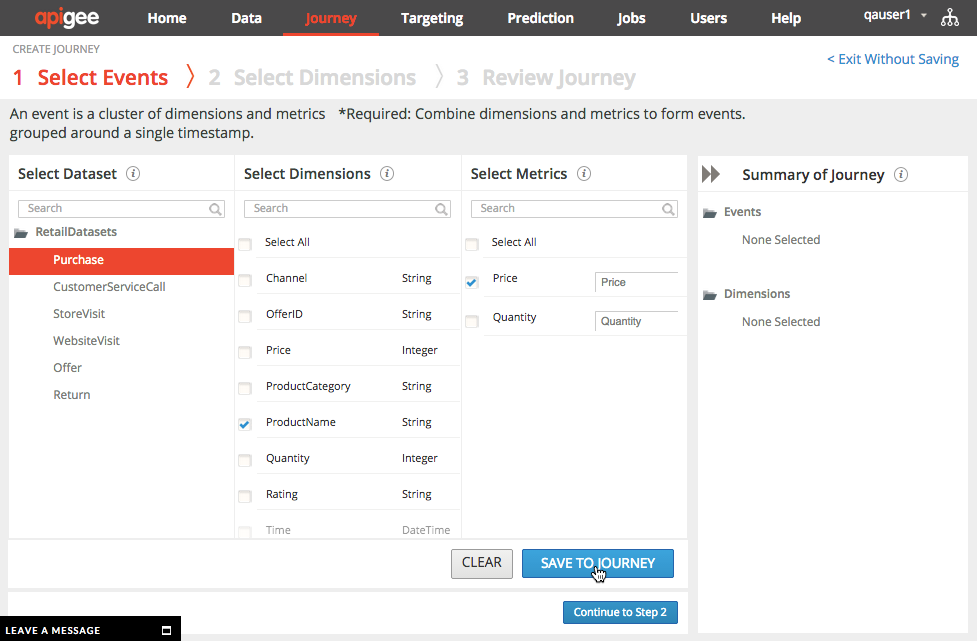 apigee Home Data Journey Targeting Prediction Jobs Users Help qauser1
CREATE JOURNEY
1 Select Events 2 Select Dimensions 3 Review Journey
< Exit Without Saving
An event is a cluster of dimensions and metrics
grouped around a single timestamp.
*Required: Combine dimensions and metrics to form events.
Select Dataset i
Search
RetailDatasets
Purchase
CustomerServiceCall
StoreVisit
WebsiteVisit
Offer
Return
Select Dimensions i
Search
Select All
Channel String
OfferID String
Price Integer
ProductCategory String
ProductName String
Quantity Integer
Rating String
Time DateTime
Select Metrics i
Search
Select All
Price Price
Quantity Quantity
Summary of Journey i
Events
None Selected
Dimensions
None Selected
CLEAR SAVE TO JOURNEY
Continue to Step 2
LEAVE A MESSAGE